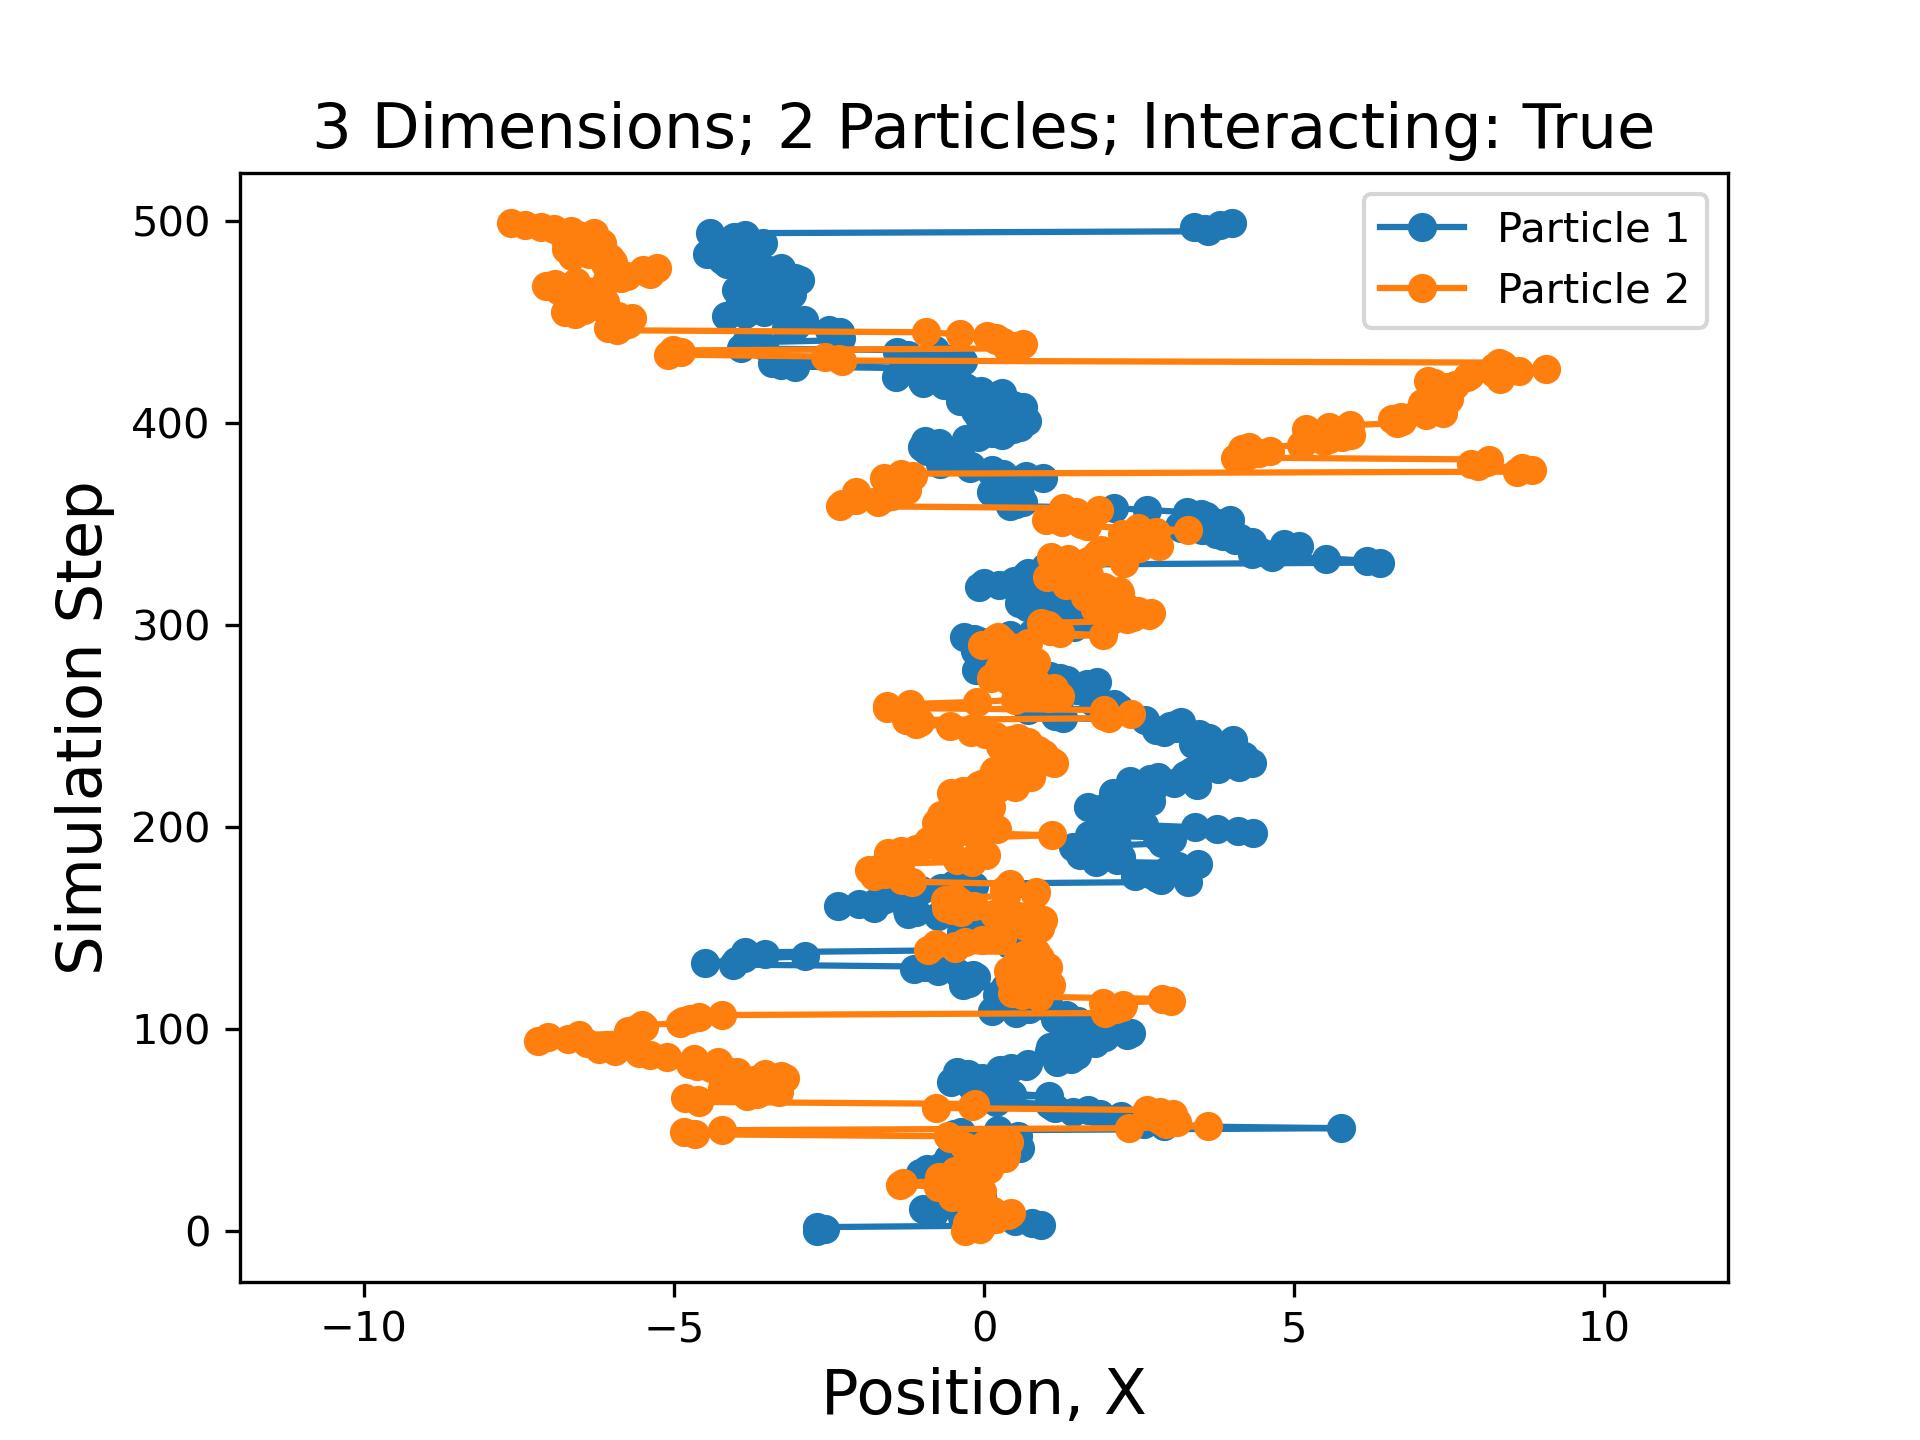 3 Dimensions; 2 Particles; Interacting: True
Particle 1
Particle 2
Simulation Step
500
400
300
200
100
0
−10
−5
0
5
10
Position, X